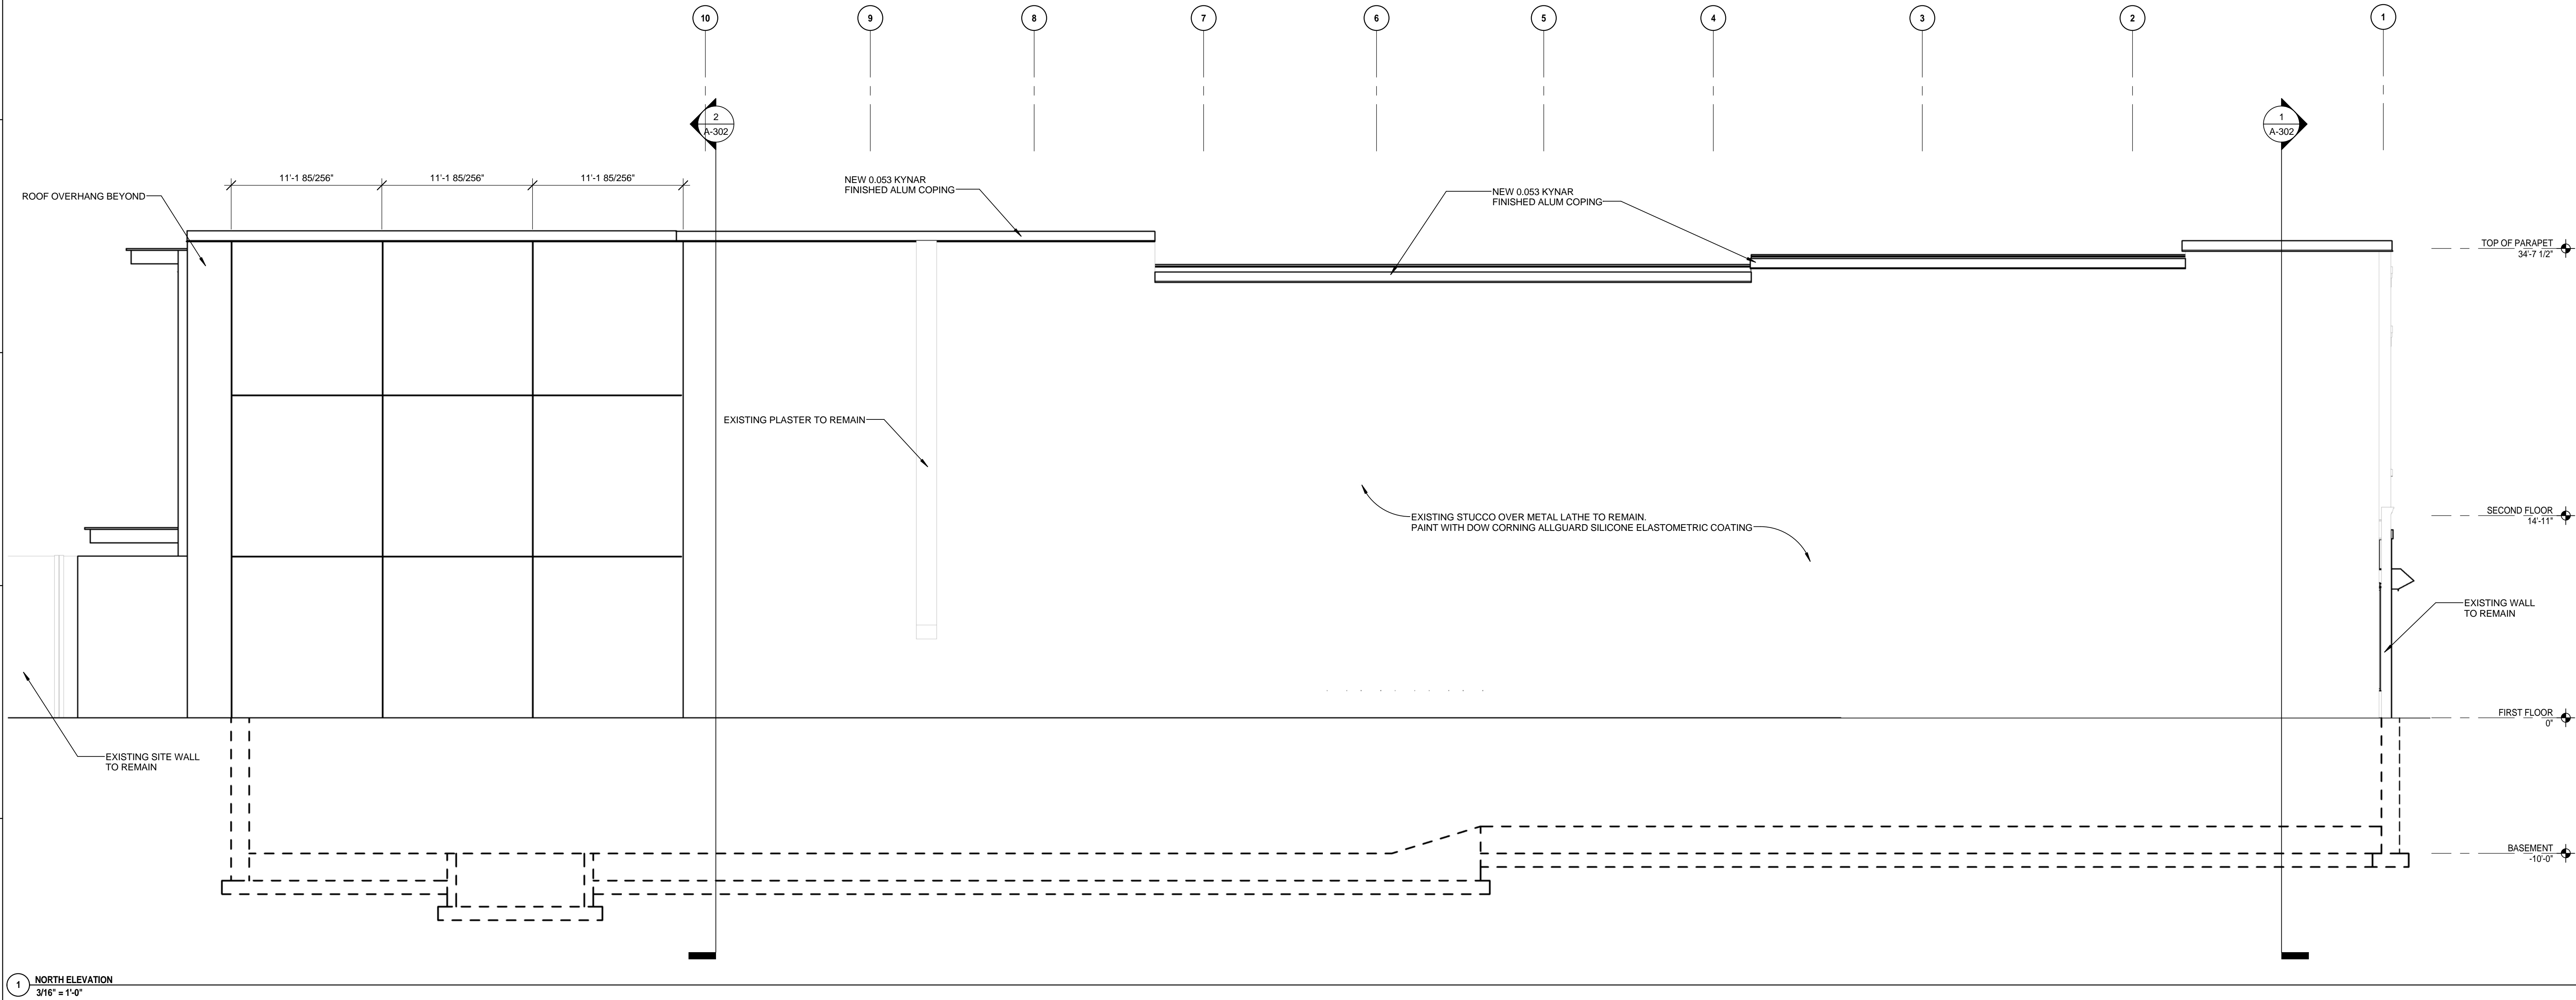 10
9
8
7
6
5
4
3
2
1
2
A-302
1
A-302
11'-1 85/256"
11'-1 85/256"
11'-1 85/256"
ROOF OVERHANG BEYOND
NEW 0.053 KYNAR
FINISHED ALUM COPING
NEW 0.053 KYNAR
FINISHED ALUM COPING
TOP OF PARAPET
34'-7 1/2"
EXISTING PLASTER TO REMAIN
EXISTING STUCCO OVER METAL LATHE TO REMAIN.
PAINT WITH DOW CORNING ALLGUARD SILICONE ELASTOMETRIC COATING
SECOND FLOOR
14'-11"
EXISTING WALL
TO REMAIN
FIRST FLOOR
0"
EXISTING SITE WALL
TO REMAIN
BASEMENT
-10'-0"
1
NORTH ELEVATION
3/16" = 1'-0"